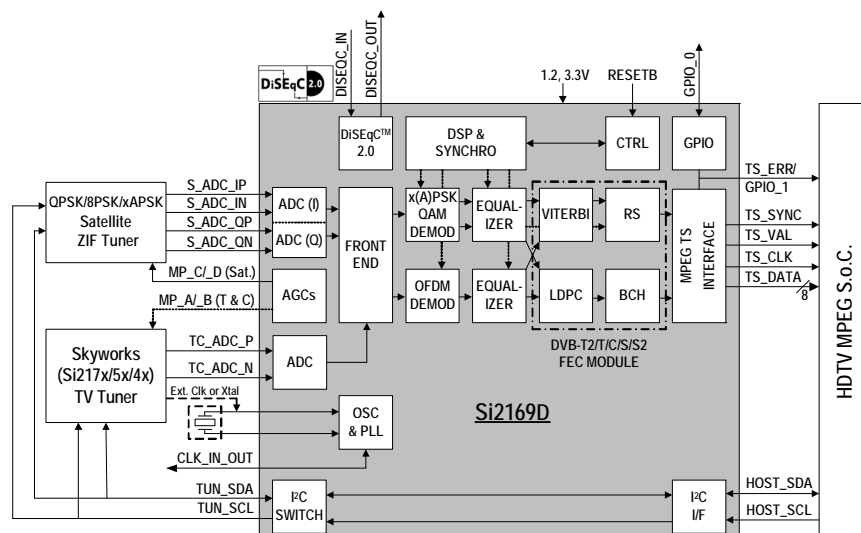 DiSEqC 2.0
DISEQC_IN
DISEQC_OUT
1.2, 3.3V
RESETB
GPIO_0
DiSEqC™
2.0
DSP &
SYNCHRO
CTRL
GPIO
TS_ERR/
GPIO_1
QPSK/8PSK/xAPSK
Satellite
ZIF Tuner
S_ADC_IP
S_ADC_IN
S_ADC_QP
S_ADC_QN
ADC (I)
ADC (Q)
FRONT
END
x(A)PSK
QAM
DEMOD
EQUAL-
IZER
VITERBI
RS
MPEG TS
INTERFACE
TS_SYNC
TS_VAL
TS_CLK
TS_DATA
8
HDTV MPEG S.o.C.
MP_C/_D (Sat.)
AGCs
MP_A/_B (T & C)
OFDM
DEMOD
EQUAL-
IZER
LDPC
BCH
DVB-T2/T/C/S/S2
FEC MODULE
Skyworks
(Si217x/5x/4x)
TV Tuner
TC_ADC_P
TC_ADC_N
ADC
Ext. Clk or Xtal
OSC
& PLL
Si2169D
CLK_IN_OUT
TUN_SDA
TUN_SCL
I²C
SWITCH
I²C
I/F
HOST_SDA
HOST_SCL